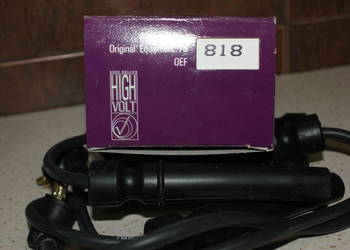 Original Equipment
818
OEF
HIGH
VOLT